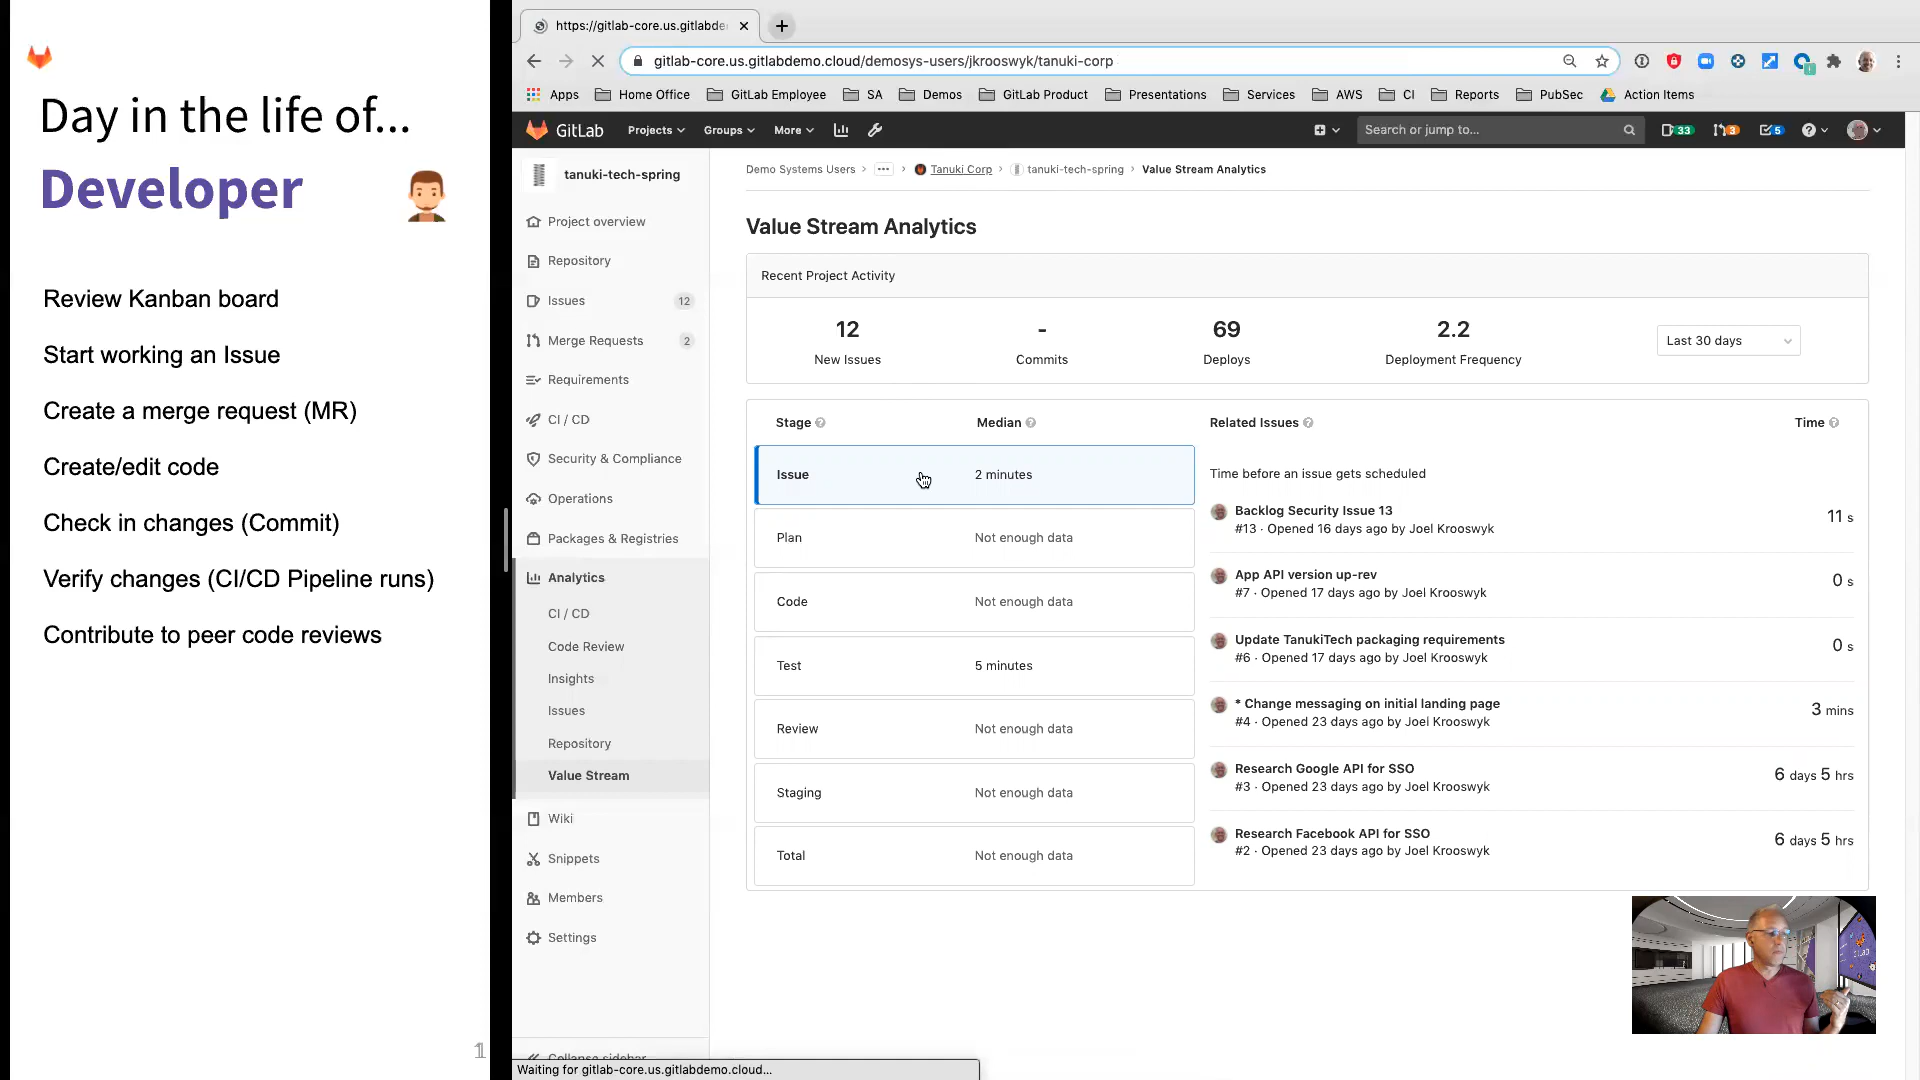 Day in the life of...
Developer
Review Kanban board
Start working an Issue
Create a merge request (MR)
Create/edit code
Check in changes (Commit)
Verify changes (CI/CD Pipeline runs)
Contribute to peer code reviews
1
https://gitlab-core.us.gitlabde
gitlab-core.us.gitlabdemo.cloud/demosys-users/jkrooswyk/tanuki-corp
Apps Home Office GitLab Employee SA Demos GitLab Product Presentations Services AWS CI Reports PubSec Action Items
GitLab Projects Groups More Search or jump to... 33 3 5
tanuki-tech-spring
Project overview
Repository
Issues 12
Merge Requests 2
Requirements
CI / CD
Security & Compliance
Operations
Packages & Registries
Analytics
CI / CD
Code Review
Insights
Issues
Repository
Value Stream
Wiki
Snippets
Members
Settings
Collapse sidebar
Waiting for gitlab-core.us.gitlabdemo.cloud...
Demo Systems Users > ... > Tanuki Corp > tanuki-tech-spring > Value Stream Analytics
Value Stream Analytics
Recent Project Activity
12 - 69 2.2
New Issues Commits Deploys Deployment Frequency
Last 30 days
Stage Median Related Issues Time
Issue 2 minutes
Plan Not enough data
Code Not enough data
Test 5 minutes
Review Not enough data
Staging Not enough data
Total Not enough data
Time before an issue gets scheduled
Backlog Security Issue 13
#13 · Opened 16 days ago by Joel Krooswyk
11 s
App API version up-rev
#7 · Opened 17 days ago by Joel Krooswyk
0 s
Update TanukiTech packaging requirements
#6 · Opened 17 days ago by Joel Krooswyk
0 s
* Change messaging on initial landing page
#4 · Opened 23 days ago by Joel Krooswyk
3 mins
Research Google API for SSO
#3 · Opened 23 days ago by Joel Krooswyk
6 days 5 hrs
Research Facebook API for SSO
#2 · Opened 23 days ago by Joel Krooswyk
6 days 5 hrs